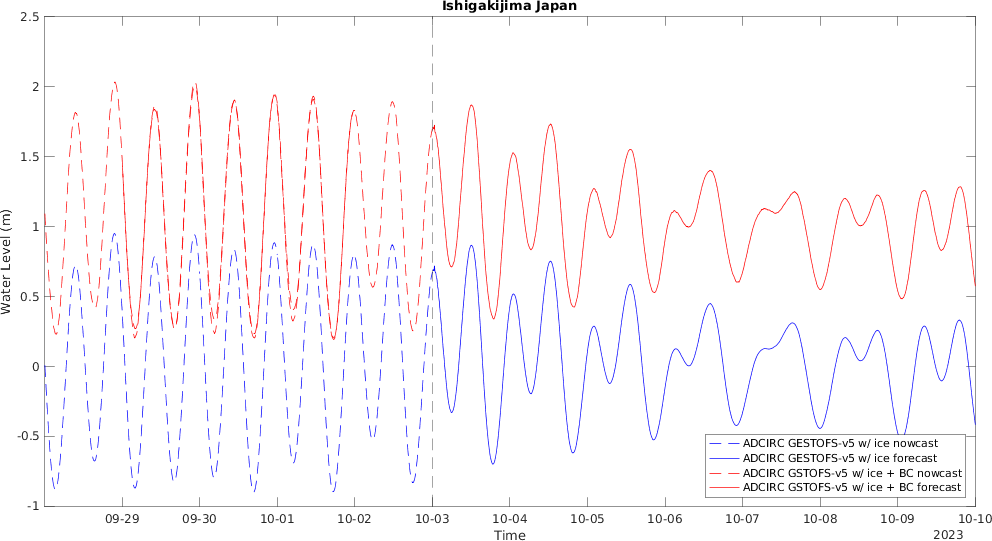 Ishigakijima Japan
2.5
2
1.5
1
0.5
0
-0.5
-1
Water Level (m)
09-29 09-30 10-01 10-02 10-03 10-04 10-05 10-06 10-07 10-08 10-09 10-10
Time
2023
ADCIRC GESTOFS-v5 w/ ice nowcast
ADCIRC GESTOFS-v5 w/ ice forecast
ADCIRC GSTOFS-v5 w/ ice + BC nowcast
ADCIRC GSTOFS-v5 w/ ice + BC forecast